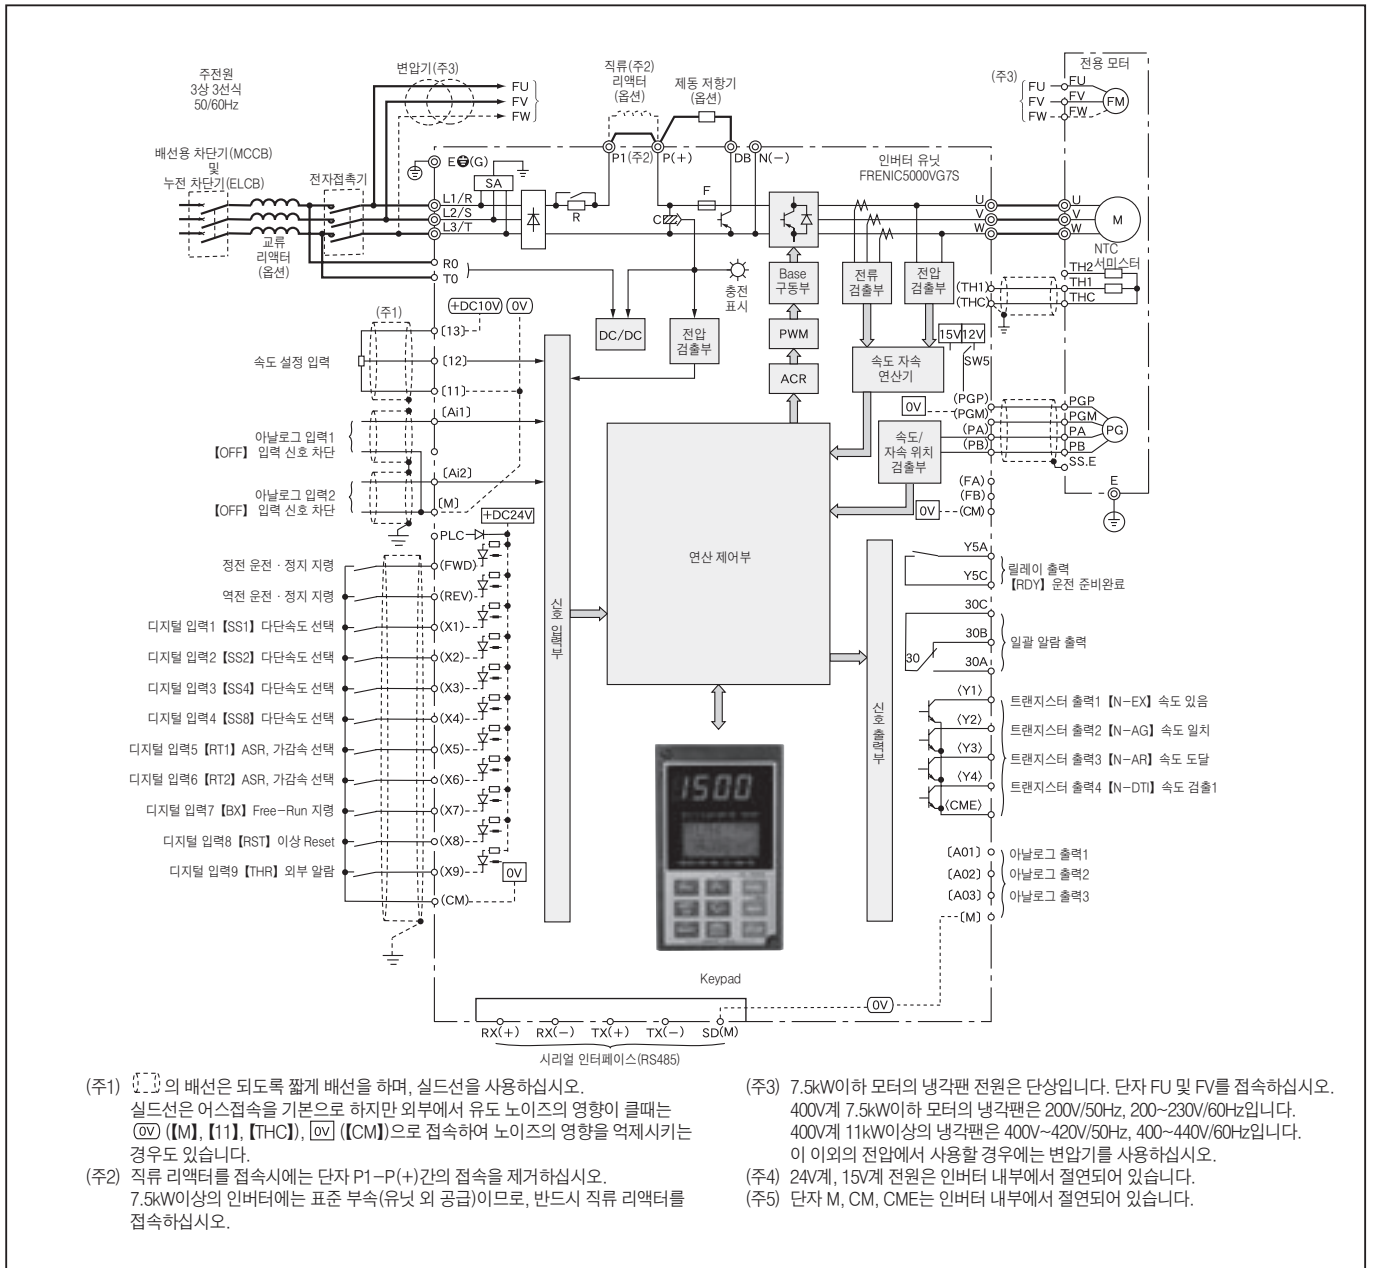 주전원
3상 3선식
50/60Hz
변압기(주3)
FU
FV
FW
직류(주2)
리액터
(옵션)
제동 저항기
(옵션)
(주3)
FU
FV
FW
전용 모터
FU
FV
FW
FM
배선용 차단기(MCCB)
및
누전 차단기(ELCB)
전자접촉기
교류
리액터
(옵션)
E (G)
SA
L1/R
L2/S
L3/T
R0
T0
P1(주2)
P(+)
DB
N(-)
R
F
C
인버터 유닛
FRENIC5000VG7S
U
V
W
U
V
W
M
NTC
서미스터
TH2
TH1
THC
(TH1)
(THC)
충전
표시
DC/DC
전압
검출부
Base
구동부
PWM
ACR
전류
검출부
전압
검출부
15V 12V
SW5
속도 자속
연산기
0V
(PGP)
(PGM)
(PA)
(PB)
PGP
PGM
PA
PB
SS.E
PG
E
속도/
자속 위치
검출부
(FA)
(FB)
0V
(CM)
(주1)
속도 설정 입력
+DC10V
0V
[13]
[12]
[11]
아날로그 입력1
【OFF】 입력 신호 차단
[Ai1]
아날로그 입력2
【OFF】 입력 신호 차단
[Ai2]
[M]
+DC24V
PLC
정전 운전 · 정지 지령
(FWD)
역전 운전 · 정지 지령
(REV)
디지털 입력1【SS1】다단속도 선택
(X1)
디지털 입력2【SS2】다단속도 선택
(X2)
디지털 입력3【SS4】다단속도 선택
(X3)
디지털 입력4【SS8】다단속도 선택
(X4)
디지털 입력5【RT1】ASR, 가감속 선택
(X5)
디지털 입력6【RT2】ASR, 가감속 선택
(X6)
디지털 입력7【BX】Free-Run 지령
(X7)
디지털 입력8【RST】이상 Reset
(X8)
디지털 입력9【THR】외부 알람
(X9)
0V
(CM)
신호 입력부
연산 제어부
신호 출력부
Y5A
Y5C
릴레이 출력
【RDY】운전 준비완료
30C
30B
30
30A
일괄 알람 출력
〈Y1〉
트랜지스터 출력1【N-EX】속도 있음
〈Y2〉
트랜지스터 출력2【N-AG】속도 일치
〈Y3〉
트랜지스터 출력3【N-AR】속도 도달
〈Y4〉
트랜지스터 출력4【N-DTI】속도 검출1
〈CME〉
[A01]
아날로그 출력1
[A02]
아날로그 출력2
[A03]
아날로그 출력3
[M]
0V
1500
Keypad
RX(+)
RX(-)
TX(+)
TX(-)
SD(M)
시리얼 인터페이스(RS485)
(주1) 의 배선은 되도록 짧게 배선을 하며, 실드선을 사용하십시오.
실드선은 어스접속을 기본으로 하지만 외부에서 유도 노이즈의 영향이 클때는
0V (【M】, 【11】, 【THC】), 0V (【CM】)으로 접속하여 노이즈의 영향을 억제시키는
경우도 있습니다.
(주2) 직류 리액터를 접속시에는 단자 P1-P(+)간의 접속을 제거하십시오.
7.5kW이상의 인버터에는 표준 부속(유닛 외 공급)이므로, 반드시 직류 리액터를
접속하십시오.
(주3) 7.5kW이하 모터의 냉각팬 전원은 단상입니다. 단자 FU 및 FV를 접속하십시오.
400V계 7.5kW이하 모터의 냉각팬은 200V/50Hz, 200~230V/60Hz입니다.
400V계 11kW이상의 냉각팬은 400V~420V/50Hz, 400~440V/60Hz입니다.
이 이외의 전압에서 사용할 경우에는 변압기를 사용하십시오.
(주4) 24V계, 15V계 전원은 인버터 내부에서 절연되어 있습니다.
(주5) 단자 M, CM, CME는 인버터 내부에서 절연되어 있습니다.